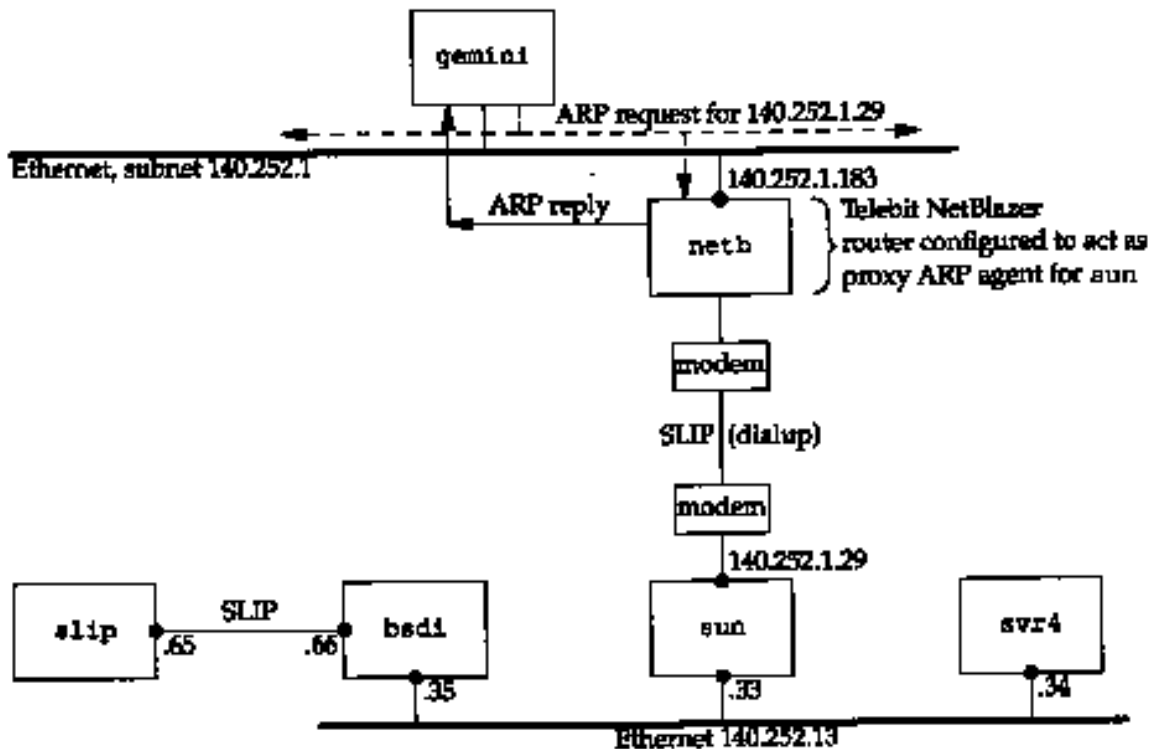 gemini
ARP request for 140.252.1.29
Ethernet, subnet 140.252.1
140.252.1.183
ARP reply
netb
Telebit NetBlazer
router configured to act as
proxy ARP agent for sun
modem
SLIP (dialup)
modem
140.252.1.29
slip
SLIP
bsdi
sun
svr4
.65
.66
.35
.33
.34
Ethernet 140.252.13